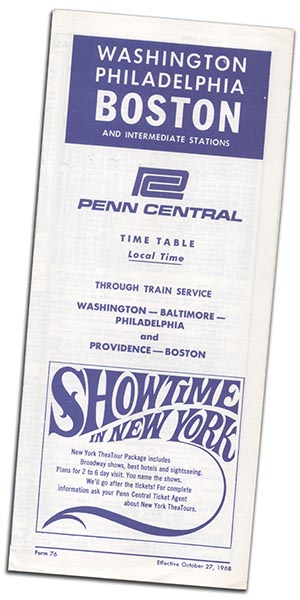 WASHINGTON
PHILADELPHIA
BOSTON
AND INTERMEDIATE STATIONS
PENN CENTRAL
TIME TABLE
Local Time
THROUGH TRAIN SERVICE
WASHINGTON — BALTIMORE —
PHILADELPHIA
and
PROVIDENCE — BOSTON
SHOWTIME
IN NEW YORK
New York TheaTour Package includes
Broadway shows, best hotels and sightseeing.
Plans for 2 to 6 day visit. You name the shows.
We'll go after the tickets! For complete
information ask your Penn Central Ticket Agent
about New York TheaTours.
Form 76
Effective October 27, 1968